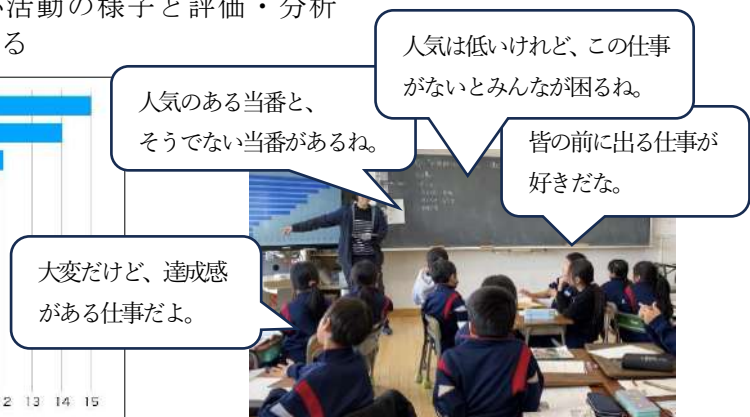 活動の様子と評価・分析
る
人気は低いけれど、この仕事
がないとみんなが困るね。
人気のある当番と、
そうでない当番があるね。
皆の前に出る仕事が
好きだな。
大変だけど、達成感
がある仕事だよ。
2 13 14 15